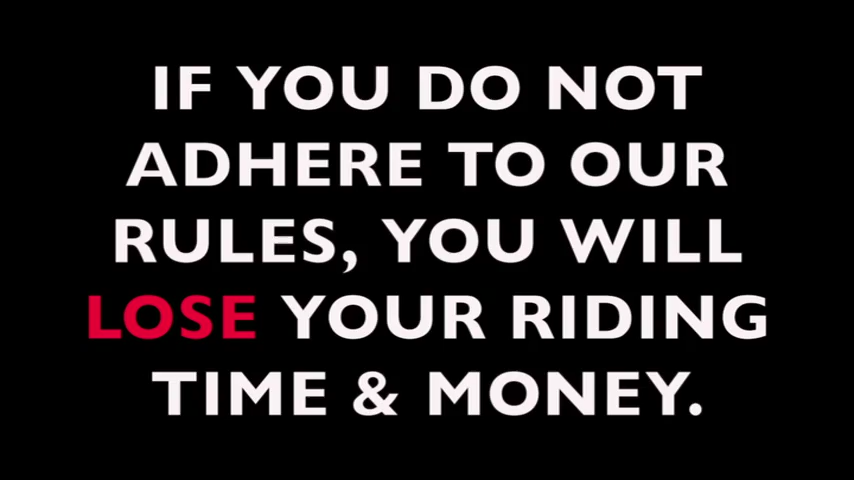 IF YOU DO NOT
ADHERE TO OUR
RULES, YOU WILL
LOSE YOUR RIDING
TIME & MONEY.